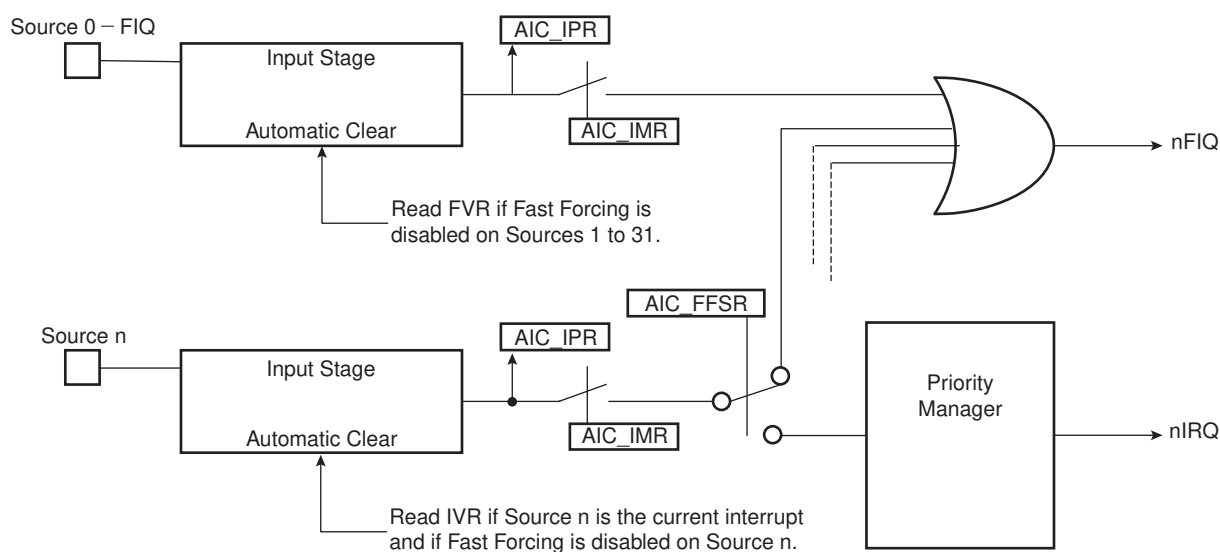 Source 0 – FIQ
AIC_IPR
Input Stage
Automatic Clear
AIC_IMR
nFIQ
Read FVR if Fast Forcing is
disabled on Sources 1 to 31.
AIC_FFSR
Source n
AIC_IPR
Input Stage
Priority
Manager
Automatic Clear
AIC_IMR
nIRQ
Read IVR if Source n is the current interrupt
and if Fast Forcing is disabled on Source n.